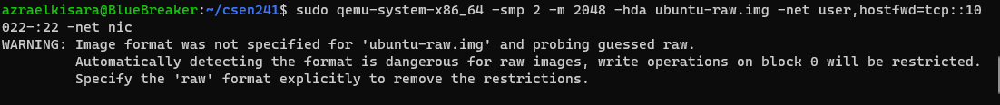 azraelkisara@BlueBreaker:~/csen241$ sudo qemu-system-x86_64 -smp 2 -m 2048 -hda ubuntu-raw.img -net user,hostfwd=tcp::10
022-:22 -net nic
WARNING: Image format was not specified for 'ubuntu-raw.img' and probing guessed raw.
Automatically detecting the format is dangerous for raw images, write operations on block 0 will be restricted.
Specify the 'raw' format explicitly to remove the restrictions.